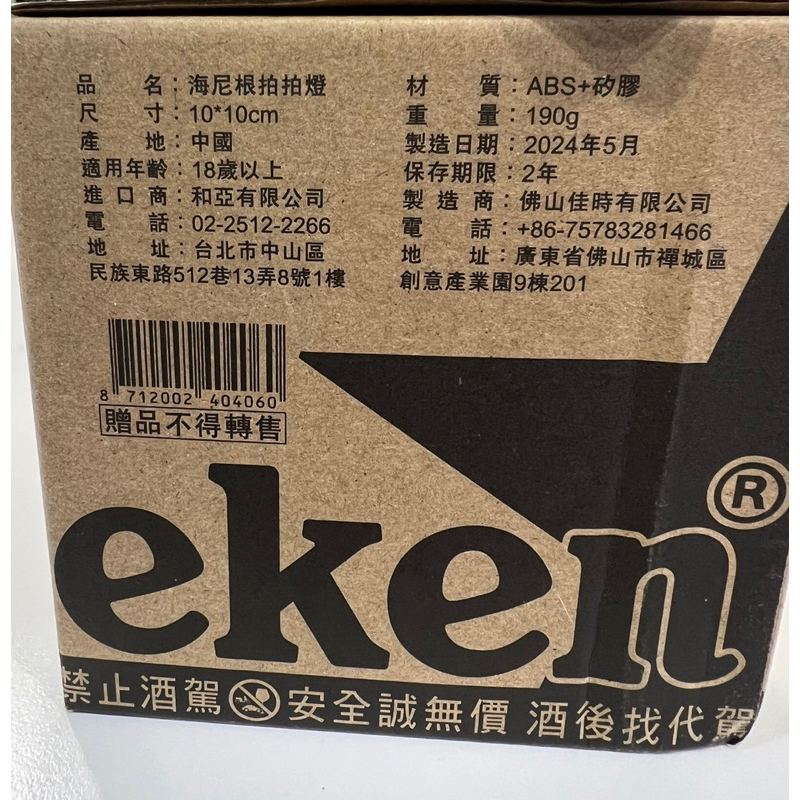 品 名：海尼根拍拍燈
尺 寸：10*10cm
產 地：中國
適用年齡：18歲以上
進口商：和亞有限公司
電 話：02-2512-2266
地 址：台北市中山區
民族東路512巷13弄8號1樓
材 質：ABS+矽膠
重 量：190g
製造日期：2024年5月
保存期限：2年
製造商：佛山佳時有限公司
電 話：+86-75783281466
地 址：廣東省佛山市禪城區
創意產業園9棟201
8 712002 404060
贈品不得轉售
eken®
禁止酒駕 安全誠無價 酒後找代駕